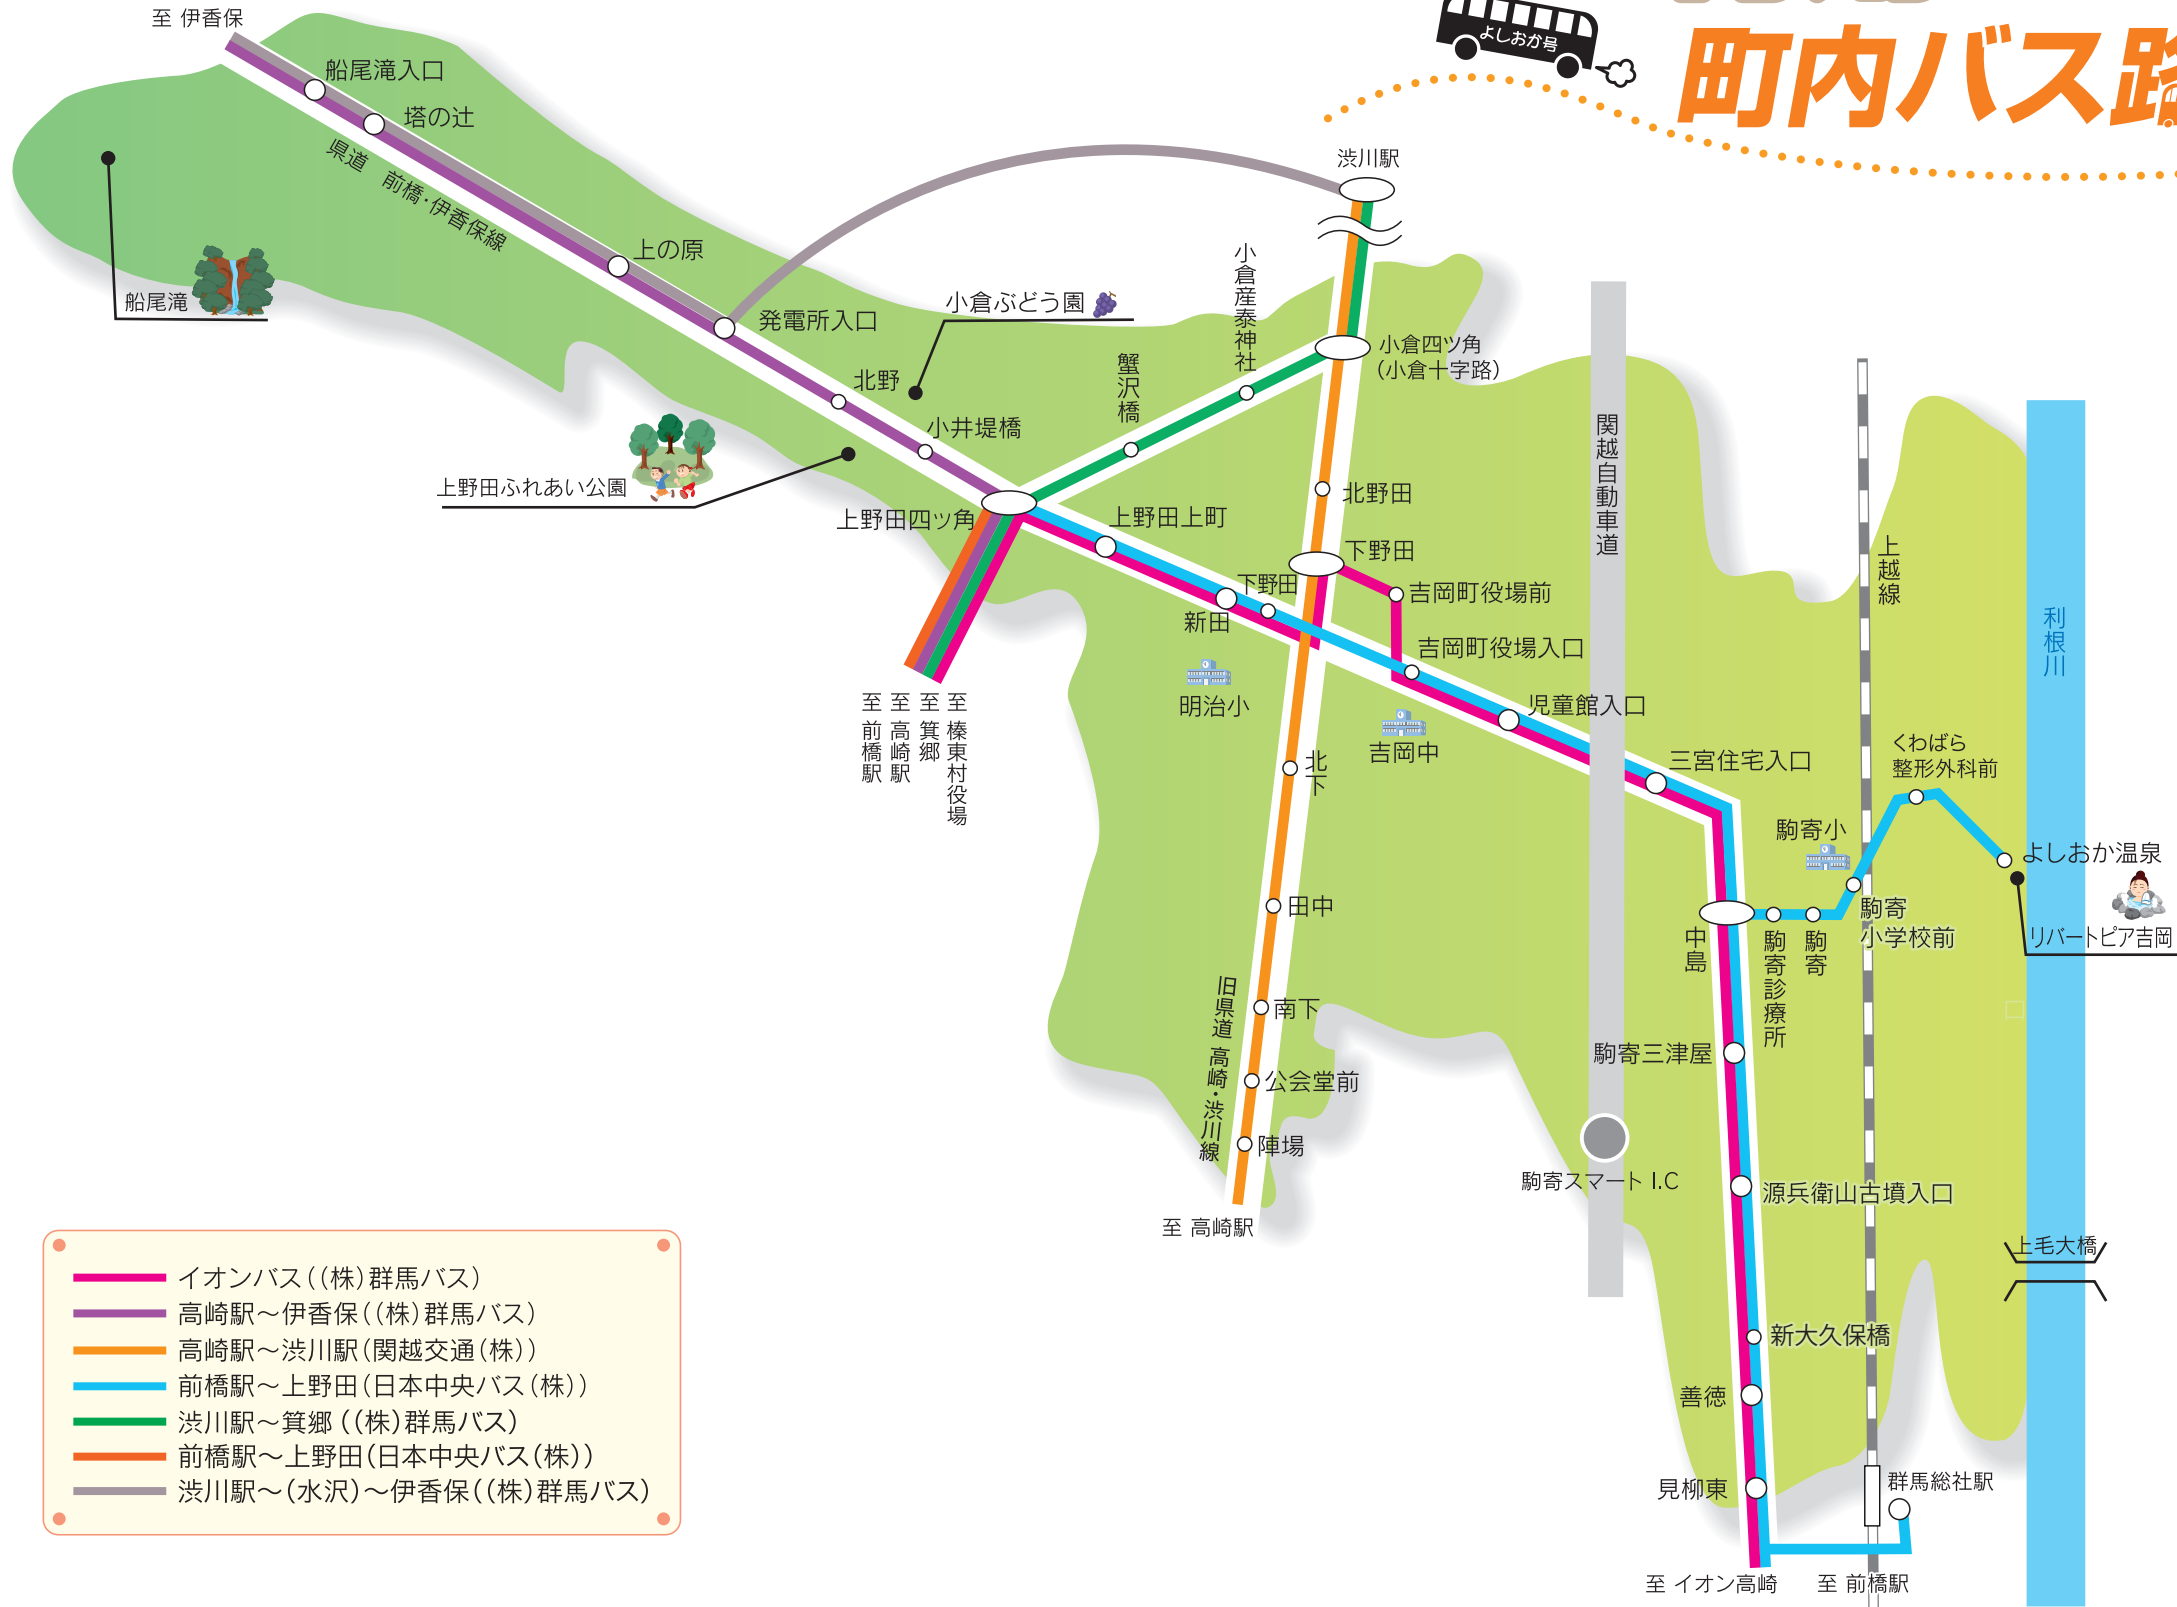 至 伊香保
船尾滝入口
塔の辻
県道 前橋・伊香保線
船尾滝
上の原
発電所入口
北野
小井堤橋
小倉ぶどう園
上野田ふれあい公園
上野田四ッ角
よしおか号
町内バス路
渋川駅
小倉産泰神社
蟹沢橋
小倉四ツ角
(小倉十字路)
北野田
下野田
上野田上町
下野田
新田
吉岡町役場前
吉岡町役場入口
明治小
吉岡中
児童館入口
関越自動車道
上越線
利根川
三宮住宅入口
くわばら
整形外科前
駒寄小
よしおか温泉
リバートピア吉岡
駒寄
小学校前
中島
駒寄診療所
駒寄
至 前橋駅
至 高崎駅
至 箕郷
至 榛東村役場
北下
田中
南下
公会堂前
陣場
旧県道 高崎・渋川線
至 高崎駅
駒寄三津屋
駒寄スマート I.C
源兵衛山古墳入口
上毛大橋
新大久保橋
善徳
見柳東
群馬総社駅
至 イオン高崎
至 前橋駅
イオンバス((株)群馬バス)
高崎駅～伊香保((株)群馬バス)
高崎駅～渋川駅(関越交通(株))
前橋駅～上野田(日本中央バス(株))
渋川駅～箕郷((株)群馬バス)
前橋駅～上野田(日本中央バス(株))
渋川駅～(水沢)～伊香保((株)群馬バス)